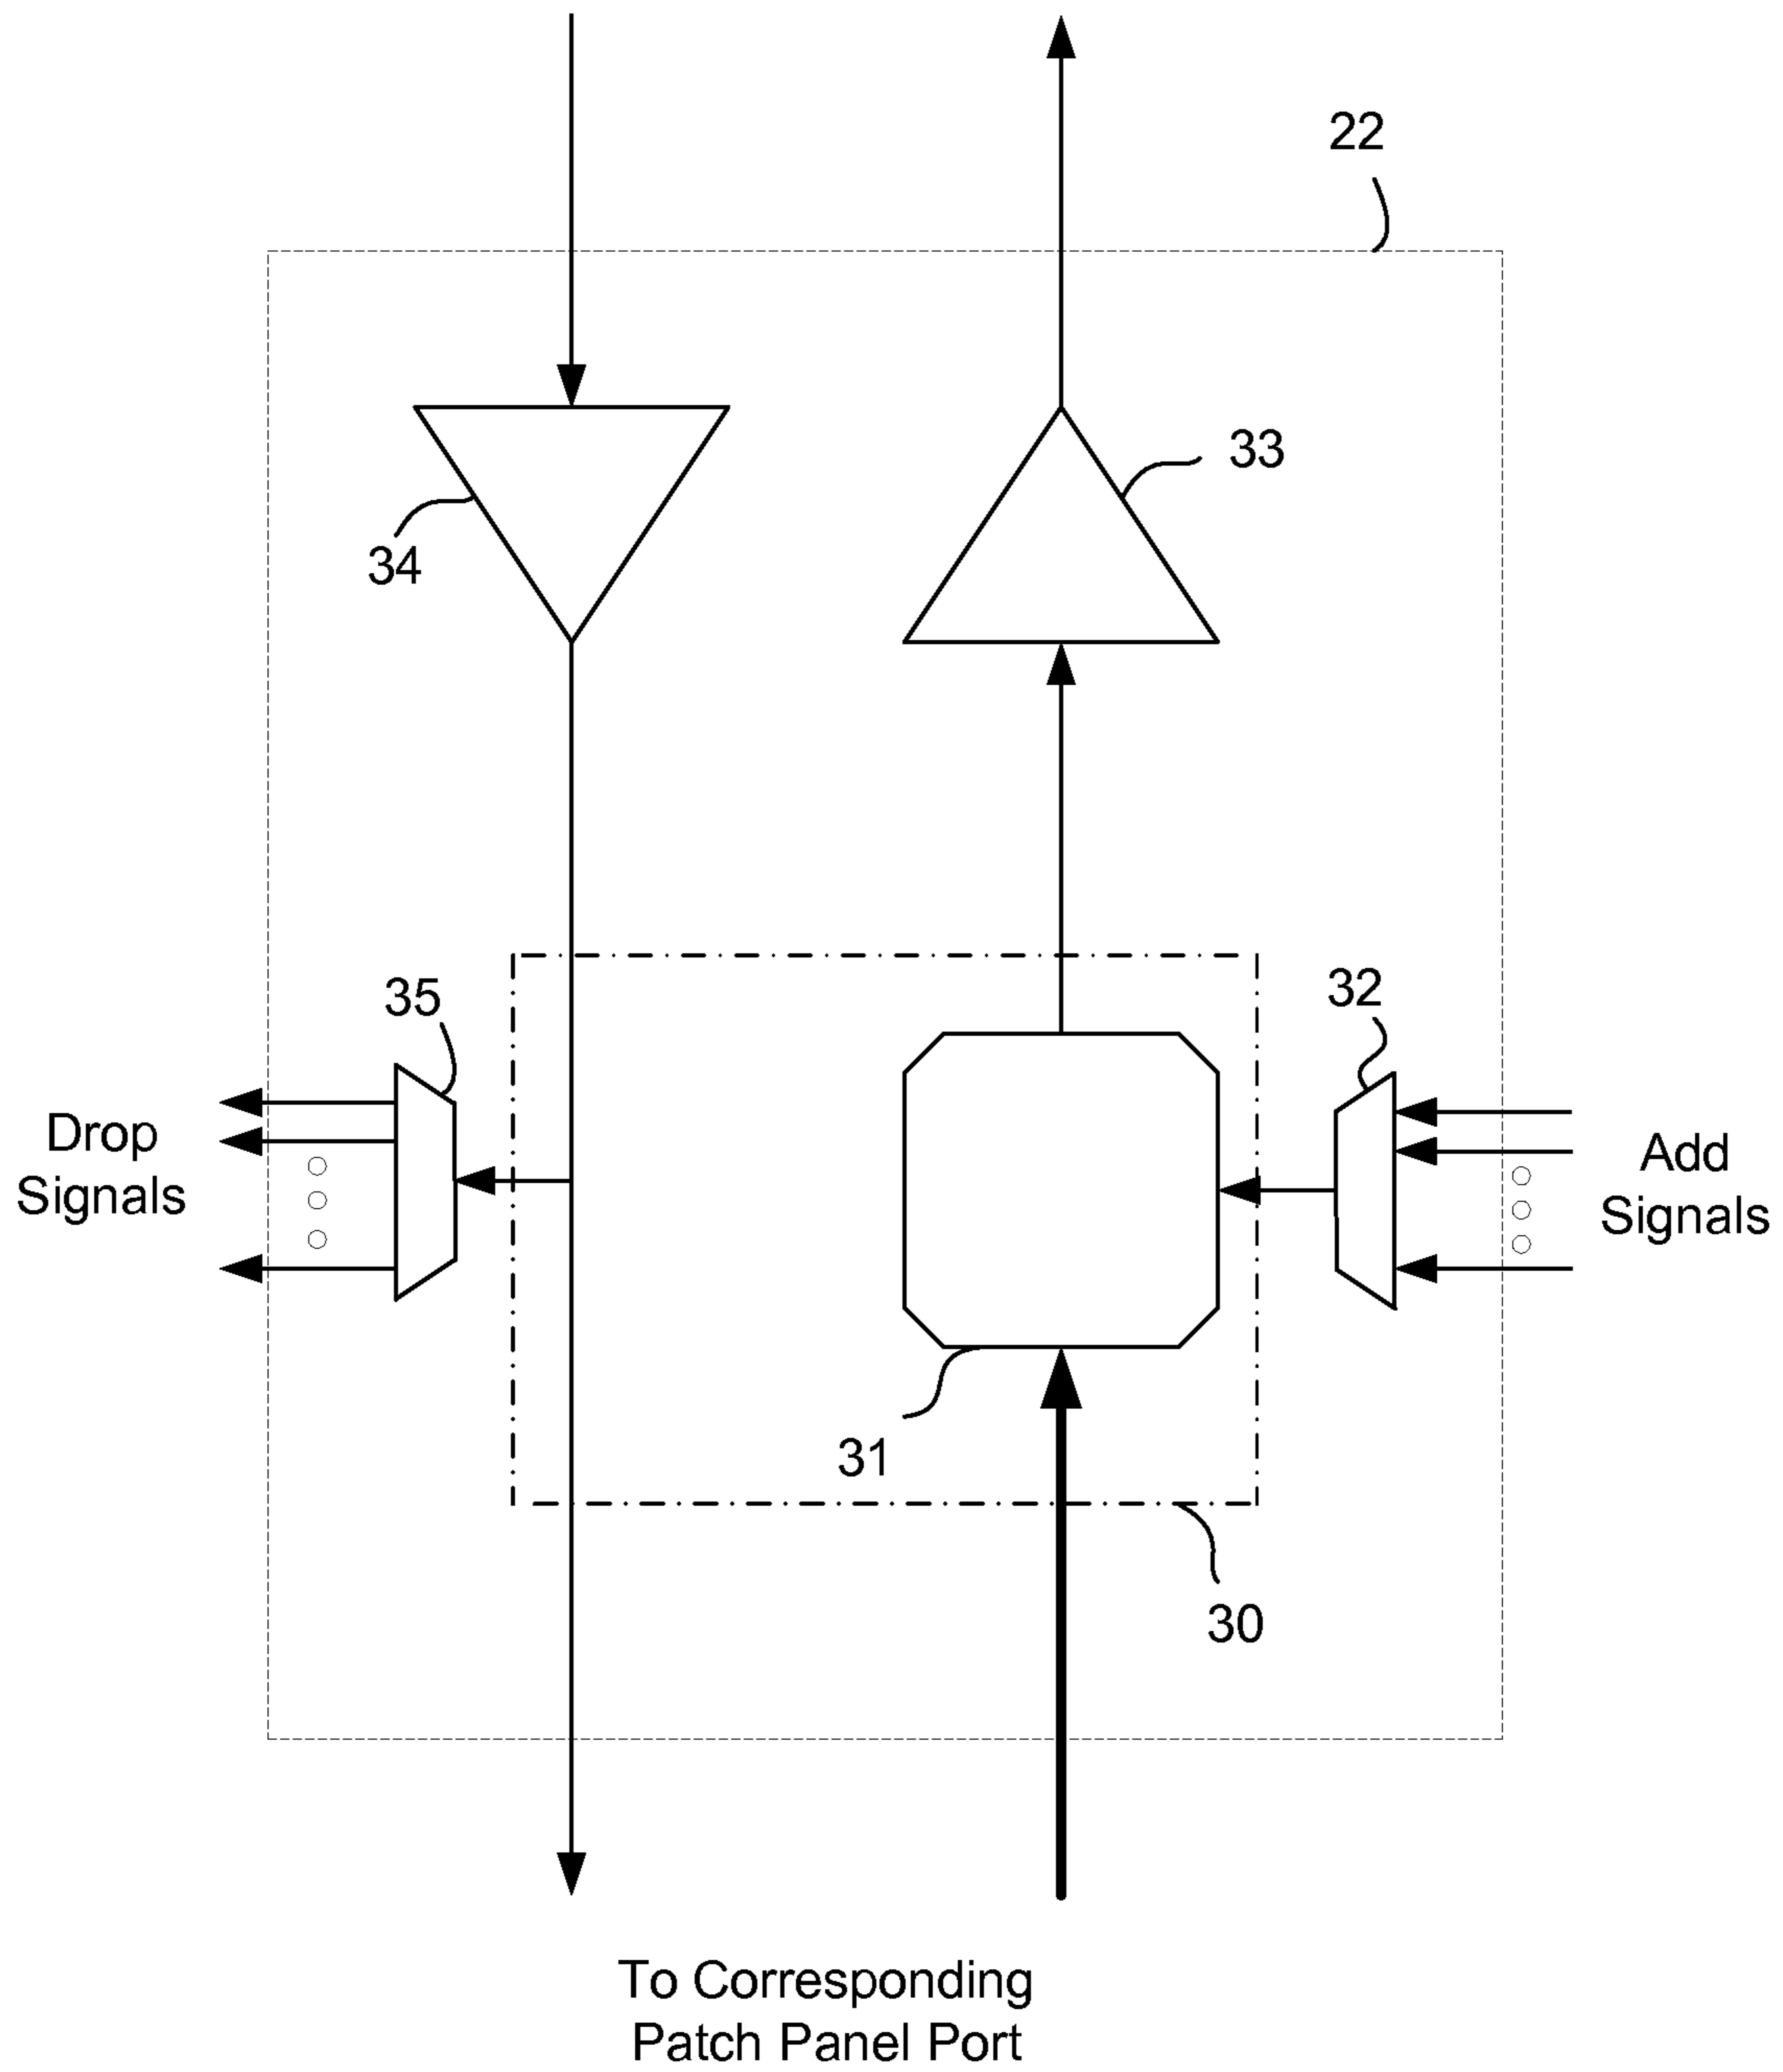 22
33
34
35
32
Drop
Signals
Add
Signals
31
30
To Corresponding
Patch Panel Port